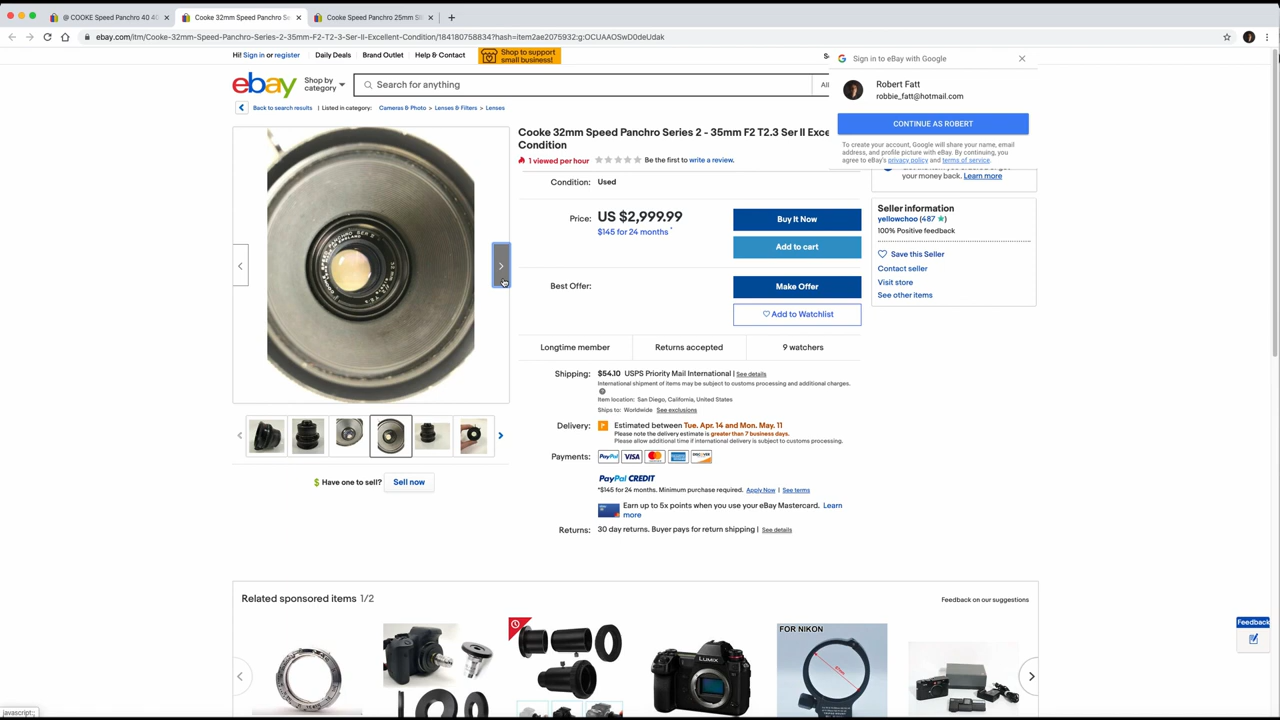 @ COOKE Speed Panchro 40 40
Cooke 32mm Speed Panchro Se
Cooke Speed Panchro 25mm S
ebay.com/itm/Cooke-32mm-Speed-Panchro-Series-2-35mm-F2-T2-3-Ser-II-Excellent-Condition/184180758834?hash=item2ae2075932:g:OCUAAOSwD0deUdak
Hi! Sign in or register
Daily Deals
Brand Outlet
Help & Contact
Shop to support small business!
Sign in to eBay with Google
Robert Fatt
robbie_fatt@hotmail.com
CONTINUE AS ROBERT
To create your account, Google will share your name, email
address, and profile picture with eBay. By continuing, you
agree to eBay's privacy policy and terms of service.
ebay
Shop by
category
Search for anything
All
Back to search results
Listed in category:
Cameras & Photo > Lenses & Filters > Lenses
Cooke 32mm Speed Panchro Series 2 - 35mm F2 T2.3 Ser II Exce
Condition
1 viewed per hour
Be the first to write a review.
your money back. Learn more
Condition: Used
Price: US $2,999.99
$145 for 24 months *
Buy It Now
Add to cart
Best Offer:
Make Offer
Add to Watchlist
Seller information
yellowchoo (487 )
100% Positive feedback
Save this Seller
Contact seller
Visit store
See other items
Longtime member
Returns accepted
9 watchers
Shipping: $54.10 USPS Priority Mail International | See details
International shipment of items may be subject to customs processing and additional charges.
Item location: San Diego, California, United States
Ships to: Worldwide See exclusions
Delivery: Estimated between Tue. Apr. 14 and Mon. May. 11
Please note the delivery estimate is greater than 7 business days.
Please allow additional time if international delivery is subject to customs processing.
Payments: PayPal VISA
PayPal CREDIT
*$145 for 24 months. Minimum purchase required. Apply Now | See terms
Earn up to 5x points when you use your eBay Mastercard. Learn
more
Returns: 30 day returns. Buyer pays for return shipping | See details
Have one to sell?
Sell now
Related sponsored items 1/2
Feedback on our suggestions
FOR NIKON
LUMIX
Feedback
javascript:;